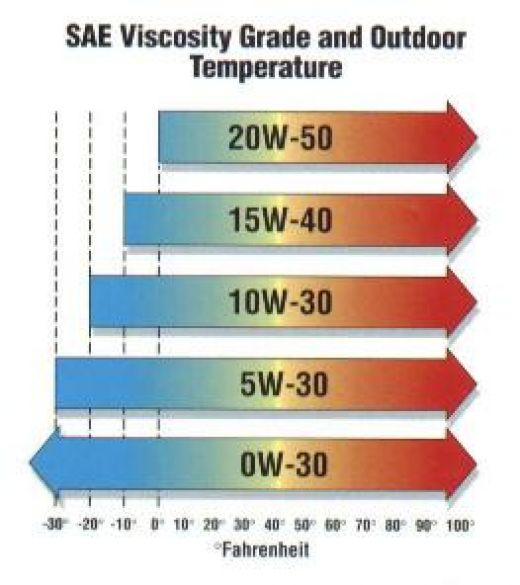 SAE Viscosity Grade and Outdoor
Temperature
20W-50
15W-40
10W-30
5W-30
0W-30
-30° -20° -10° 0° 10° 20° 30° 40° 50° 60° 70° 80° 90° 100°
°Fahrenheit